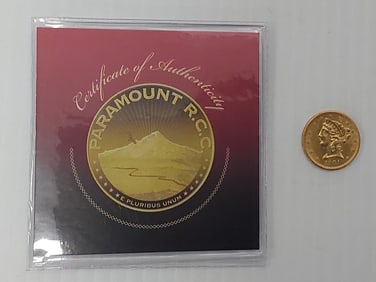 Certificate of Authenticity
PARAMOUNT R.C.G.
E PLURIBUS UNUM